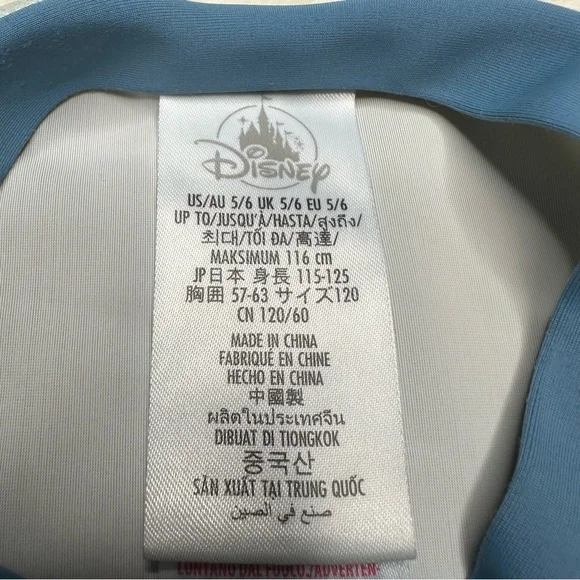 Disney
US/AU 5/6 UK 5/6 EU 5/6
UP TO/JUSQU'À/HASTA/สูงถึง/
최대/TỐI ĐA/高達/
MAKSIMUM 116 cm
JP日本 身長 115-125
胸囲 57-63 サイズ120
CN 120/60
MADE IN CHINA
FABRIQUÉ EN CHINE
HECHO EN CHINA
中國製
ผลิตในประเทศจีน
DIBUAT DI TIONGKOK
중국산
SẢN XUẤT TẠI TRUNG QUỐC
صنع في الصين
LONTANO DAL FUOCO./ADVERTEN-